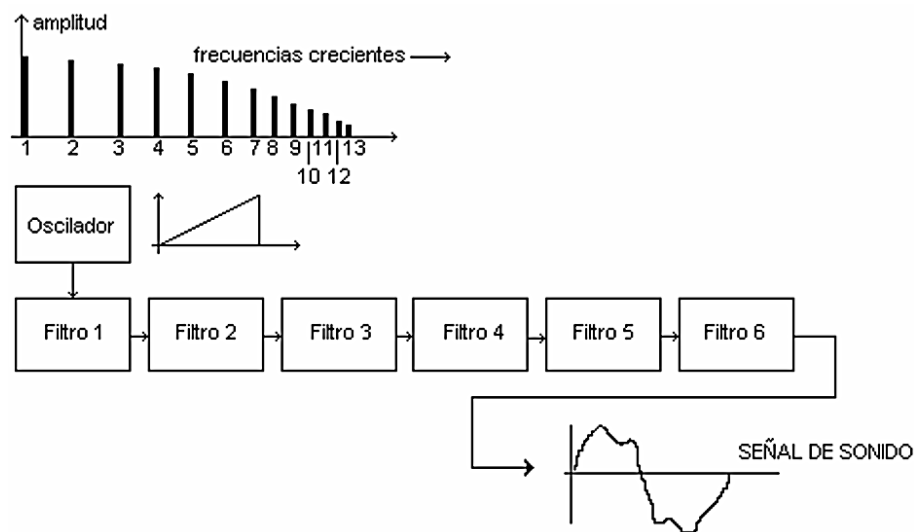 amplitud
frecuencias crecientes
1 2 3 4 5 6 7 8 9 11 13
10 12
Oscilador
Filtro 1 Filtro 2 Filtro 3 Filtro 4 Filtro 5 Filtro 6
SEÑAL DE SONIDO